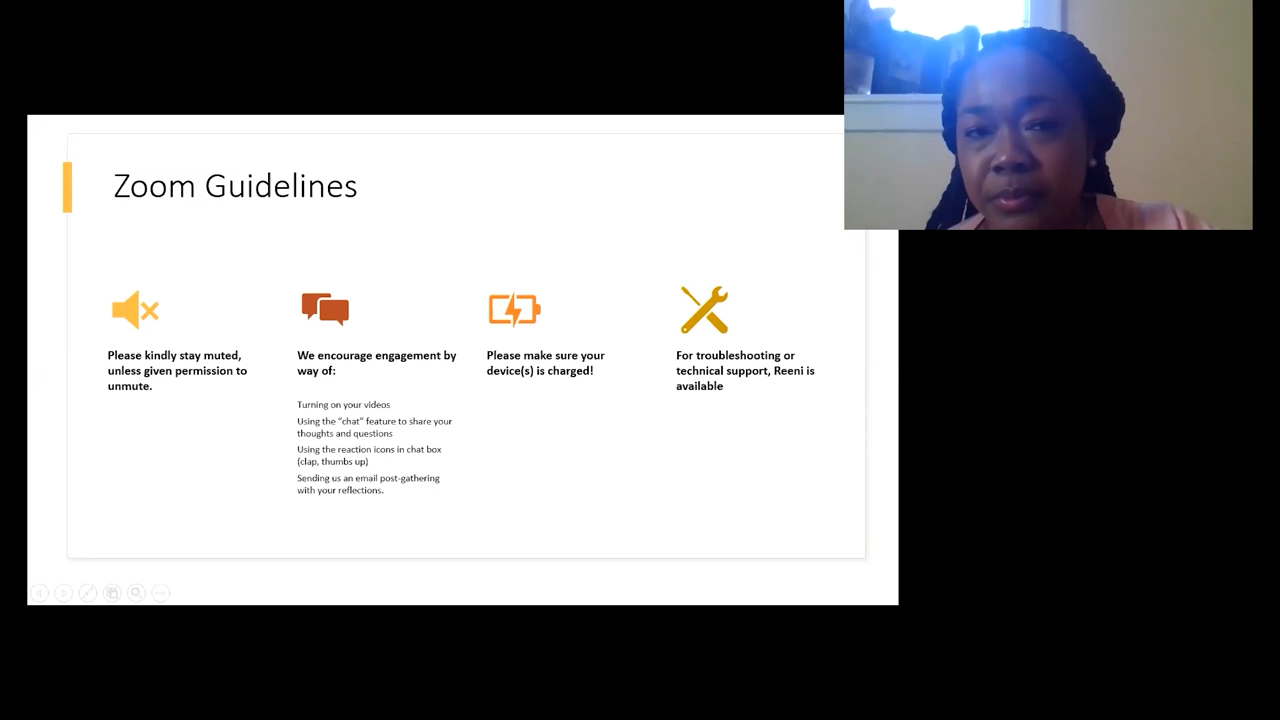 Zoom Guidelines
Please kindly stay muted,
unless given permission to
unmute.
We encourage engagement by
way of:
Turning on your videos
Using the “chat” feature to share your
thoughts and questions
Using the reaction icons in chat box
(clap, thumbs up)
Sending us an email post-gathering
with your reflections.
Please make sure your
device(s) is charged!
For troubleshooting or
technical support, Reeni is
available